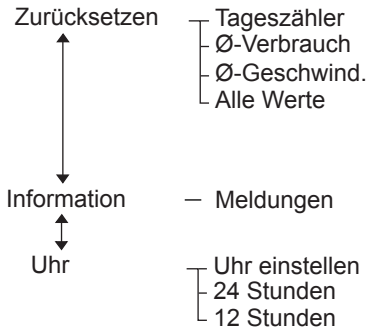 Zurücksetzen
Tageszähler
Ø-Verbrauch
Ø-Geschwind.
Alle Werte
Information
Meldungen
Uhr
Uhr einstellen
24 Stunden
12 Stunden